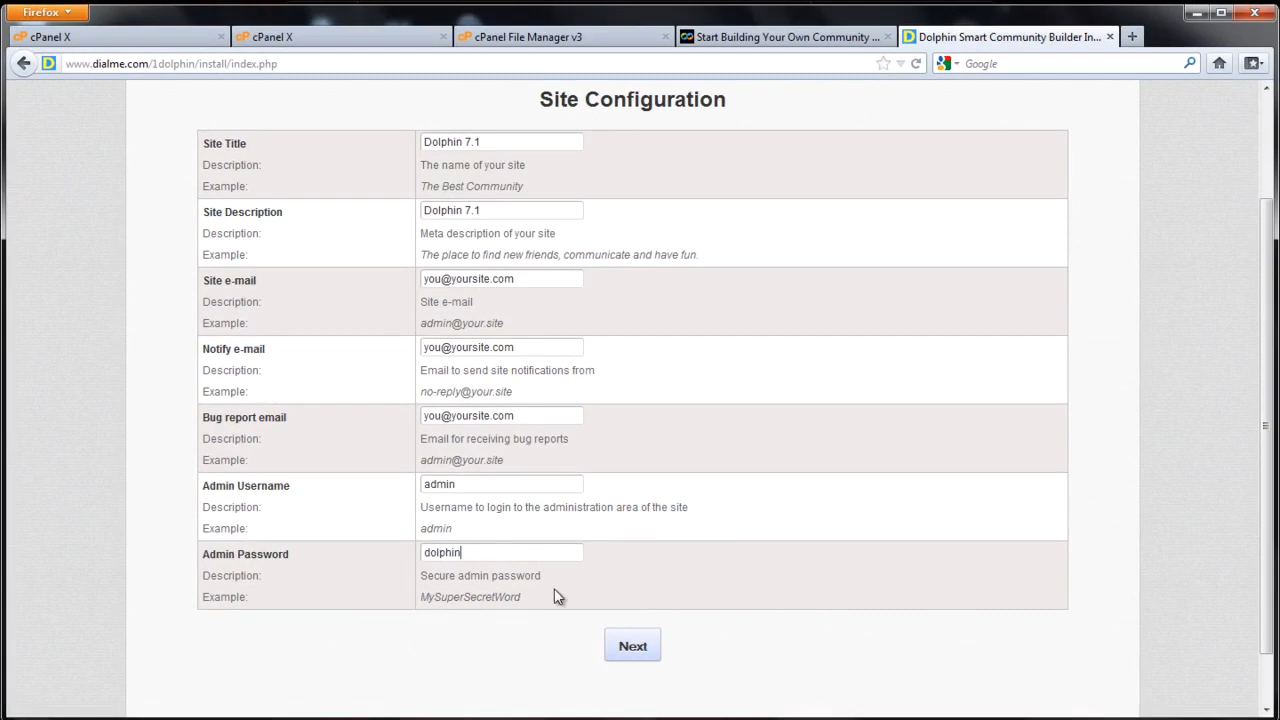 Firefox
cPanel X
cPanel X
cPanel File Manager v3
Start Building Your Own Community ...
Dolphin Smart Community Builder In...
www.dialme.com/1dolphin/install/index.php
Google
Site Configuration
Site Title
Dolphin 7.1
Description:
The name of your site
Example:
The Best Community
Site Description
Dolphin 7.1
Description:
Meta description of your site
Example:
The place to find new friends, communicate and have fun.
Site e-mail
you@yoursite.com
Description:
Site e-mail
Example:
admin@your.site
Notify e-mail
you@yoursite.com
Description:
Email to send site notifications from
Example:
no-reply@your.site
Bug report email
you@yoursite.com
Description:
Email for receiving bug reports
Example:
admin@your.site
Admin Username
admin
Description:
Username to login to the administration area of the site
Example:
admin
Admin Password
dolphin
Description:
Secure admin password
Example:
MySuperSecretWord
Next